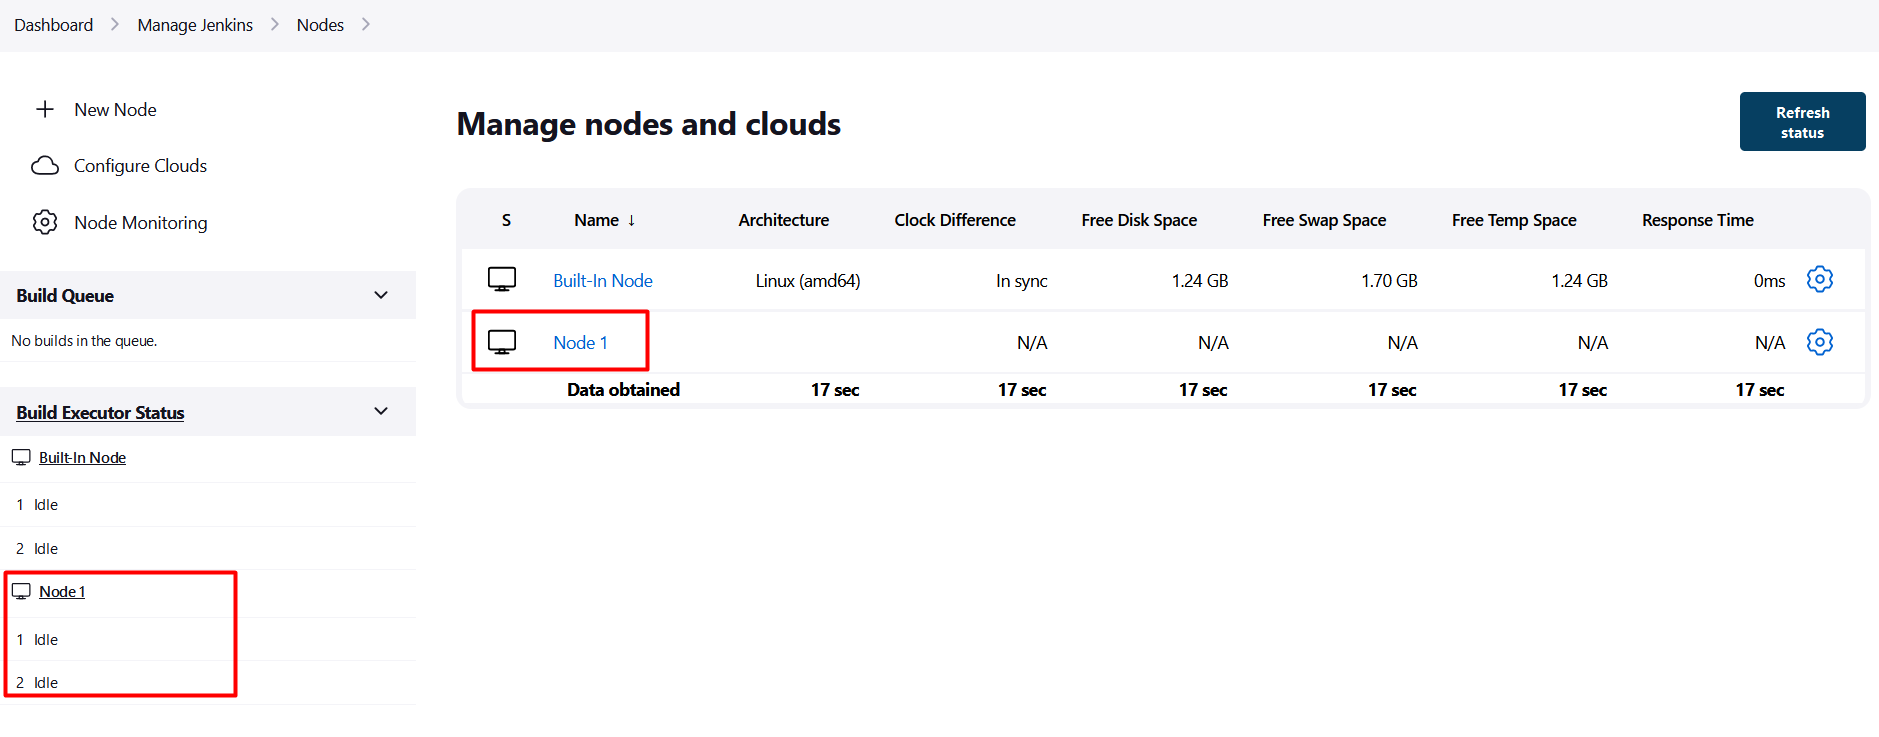 Dashboard > Manage Jenkins > Nodes >
New Node
Configure Clouds
Node Monitoring
Build Queue
No builds in the queue.
Build Executor Status
Built-In Node
1 Idle
2 Idle
Node 1
1 Idle
2 Idle
Manage nodes and clouds
Refresh
status
S Name ↓ Architecture Clock Difference Free Disk Space Free Swap Space Free Temp Space Response Time
Built-In Node Linux (amd64) In sync 1.24 GB 1.70 GB 1.24 GB 0ms
Node 1 N/A N/A N/A N/A N/A
Data obtained 17 sec 17 sec 17 sec 17 sec 17 sec 17 sec